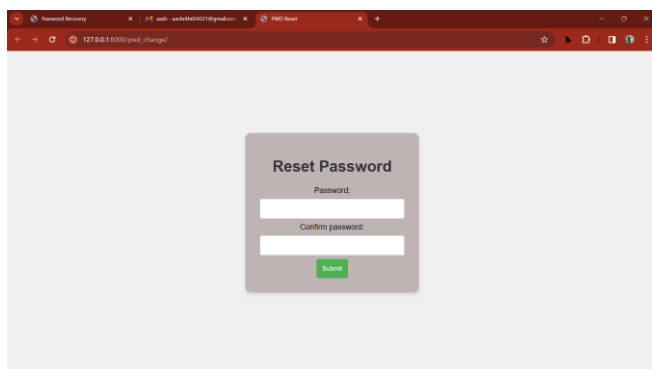 Password Recovery
PWD Reset
127.0.0.1:8000/pwd_change/
Reset Password
Password:
Confirm password:
Submit